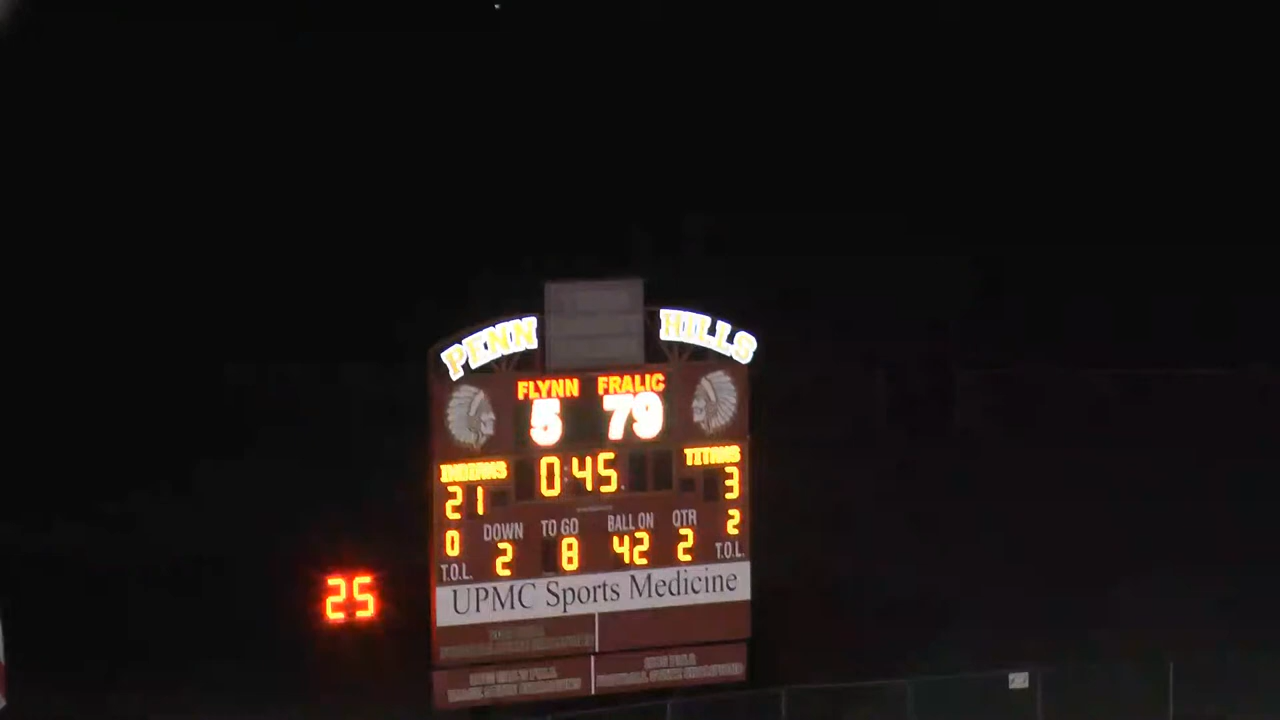 PENN HILLS
FLYNN FRALIC
5 79
INDIANS 0:45 TITANS
21 3
DOWN TO GO BALL ON QTR
0 2 8 42 2 2
T.O.L. T.O.L.
UPMC Sports Medicine
25